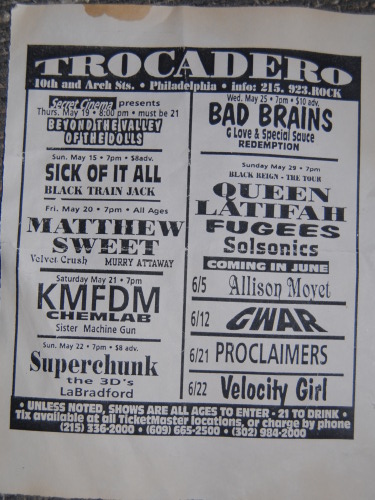 TROCADERO
10th and Arch Sts. • Philadelphia • info: 215. 923.ROCK
Secret Cinema presents
Thurs. May 19 • 8:00 pm • must be 21
BEYOND THE VALLEY
OF THE DOLLS
Sun. May 15 • 7pm • $8adv.
SICK OF IT ALL
BLACK TRAIN JACK
Fri. May 20 • 7pm • All Ages
MATTHEW
SWEET
Velvet Crush MURRY ATTAWAY
Saturday May 21 • 7pm
KMFDM
CHEMLAB
Sister Machine Gun
Sun. May 22 • 7pm • $8 adv.
Superchunk
the 3D's
LaBradford
Wed. May 25 • 7pm • $10 adv.
BAD BRAINS
G Love & Special Sauce
REDEMPTION
Sunday May 29 • 7pm
BLACK REIGN - THE TOUR
QUEEN
LATIFAH
FUGEES
Solsonics
COMING IN JUNE
6/5 Allison Moyet
6/12 GWAR
6/21 PROCLAIMERS
6/22 Velocity Girl
• UNLESS NOTED, SHOWS ARE ALL AGES TO ENTER - 21 TO DRINK •
Tix available at all TicketMaster locations, or charge by phone
(215) 336-2000 • (609) 665-2500 • (302) 984-2000